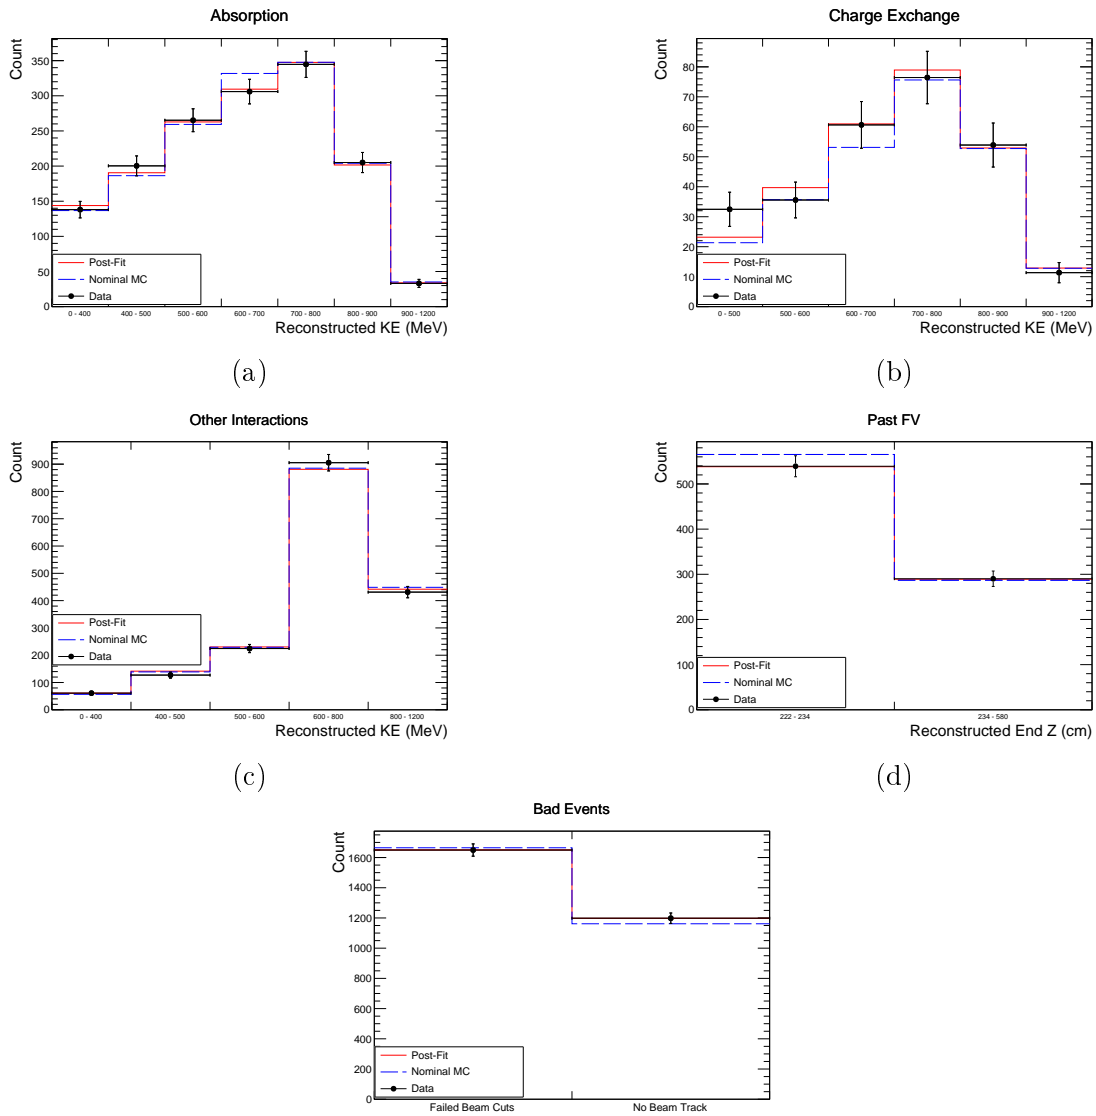 Absorption
Count
350
300
250
200
150
100
50
0
Post-Fit
Nominal MC
Data
0 - 400
400 - 500
500 - 600
600 - 700
700 - 800
800 - 900
900 - 1200
Reconstructed KE (MeV)
(a)
Charge Exchange
Count
80
70
60
50
40
30
20
10
0
Post-Fit
Nominal MC
Data
0 - 500
500 - 600
600 - 700
700 - 800
800 - 900
900 - 1200
Reconstructed KE (MeV)
(b)
Other Interactions
Count
900
800
700
600
500
400
300
200
100
0
Post-Fit
Nominal MC
Data
0 - 400
400 - 500
500 - 600
600 - 800
800 - 1200
Reconstructed KE (MeV)
(c)
Past FV
Count
500
400
300
200
100
0
Post-Fit
Nominal MC
Data
222 - 234
234 - 580
Reconstructed End Z (cm)
(d)
Bad Events
Count
1600
1400
1200
1000
800
600
400
200
0
Post-Fit
Nominal MC
Data
Failed Beam Cuts
No Beam Track